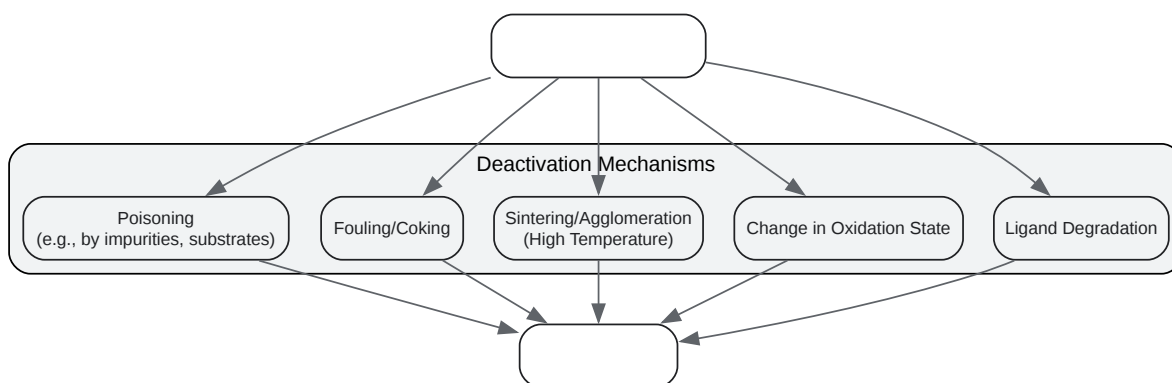 Deactivation Mechanisms
Poisoning
(e.g., by impurities, substrates)
Fouling/Coking
Sintering/Agglomeration
(High Temperature)
Change in Oxidation State
Ligand Degradation